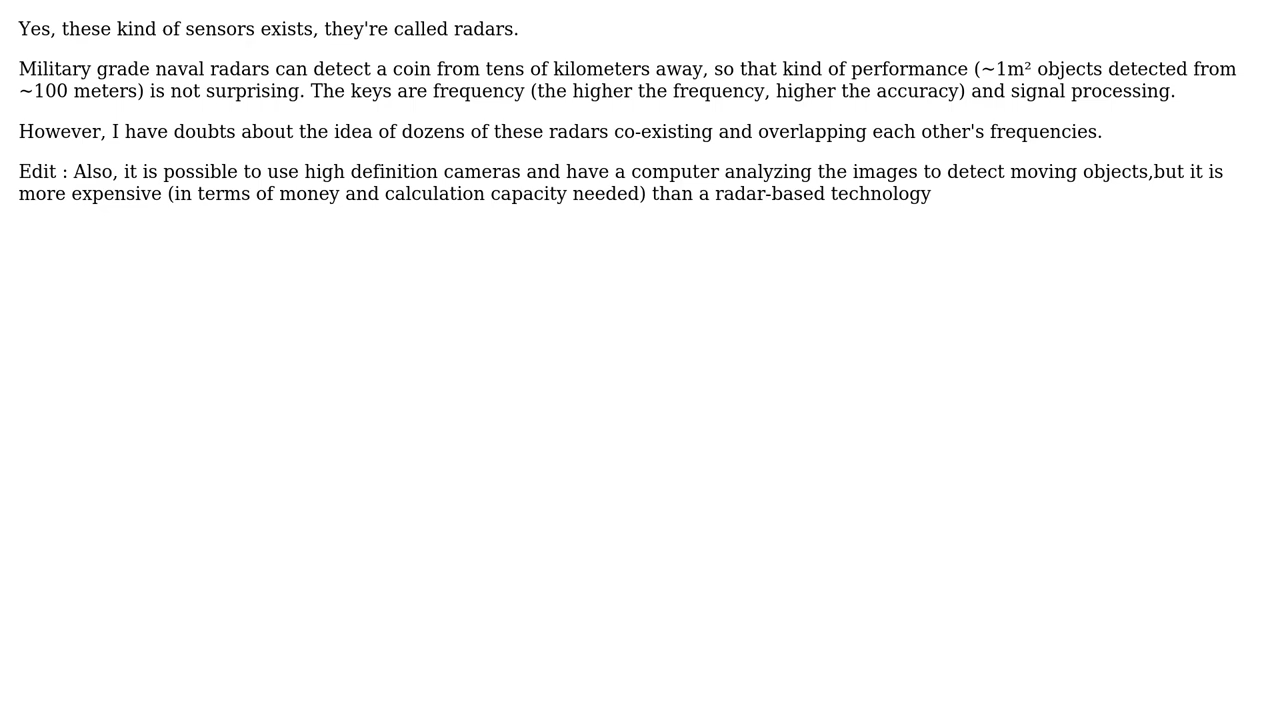 Yes, these kind of sensors exists, they're called radars.
Military grade naval radars can detect a coin from tens of kilometers away, so that kind of performance (~1m² objects detected from
~100 meters) is not surprising. The keys are frequency (the higher the frequency, higher the accuracy) and signal processing.
However, I have doubts about the idea of dozens of these radars co-existing and overlapping each other's frequencies.
Edit : Also, it is possible to use high definition cameras and have a computer analyzing the images to detect moving objects,but it is
more expensive (in terms of money and calculation capacity needed) than a radar-based technology